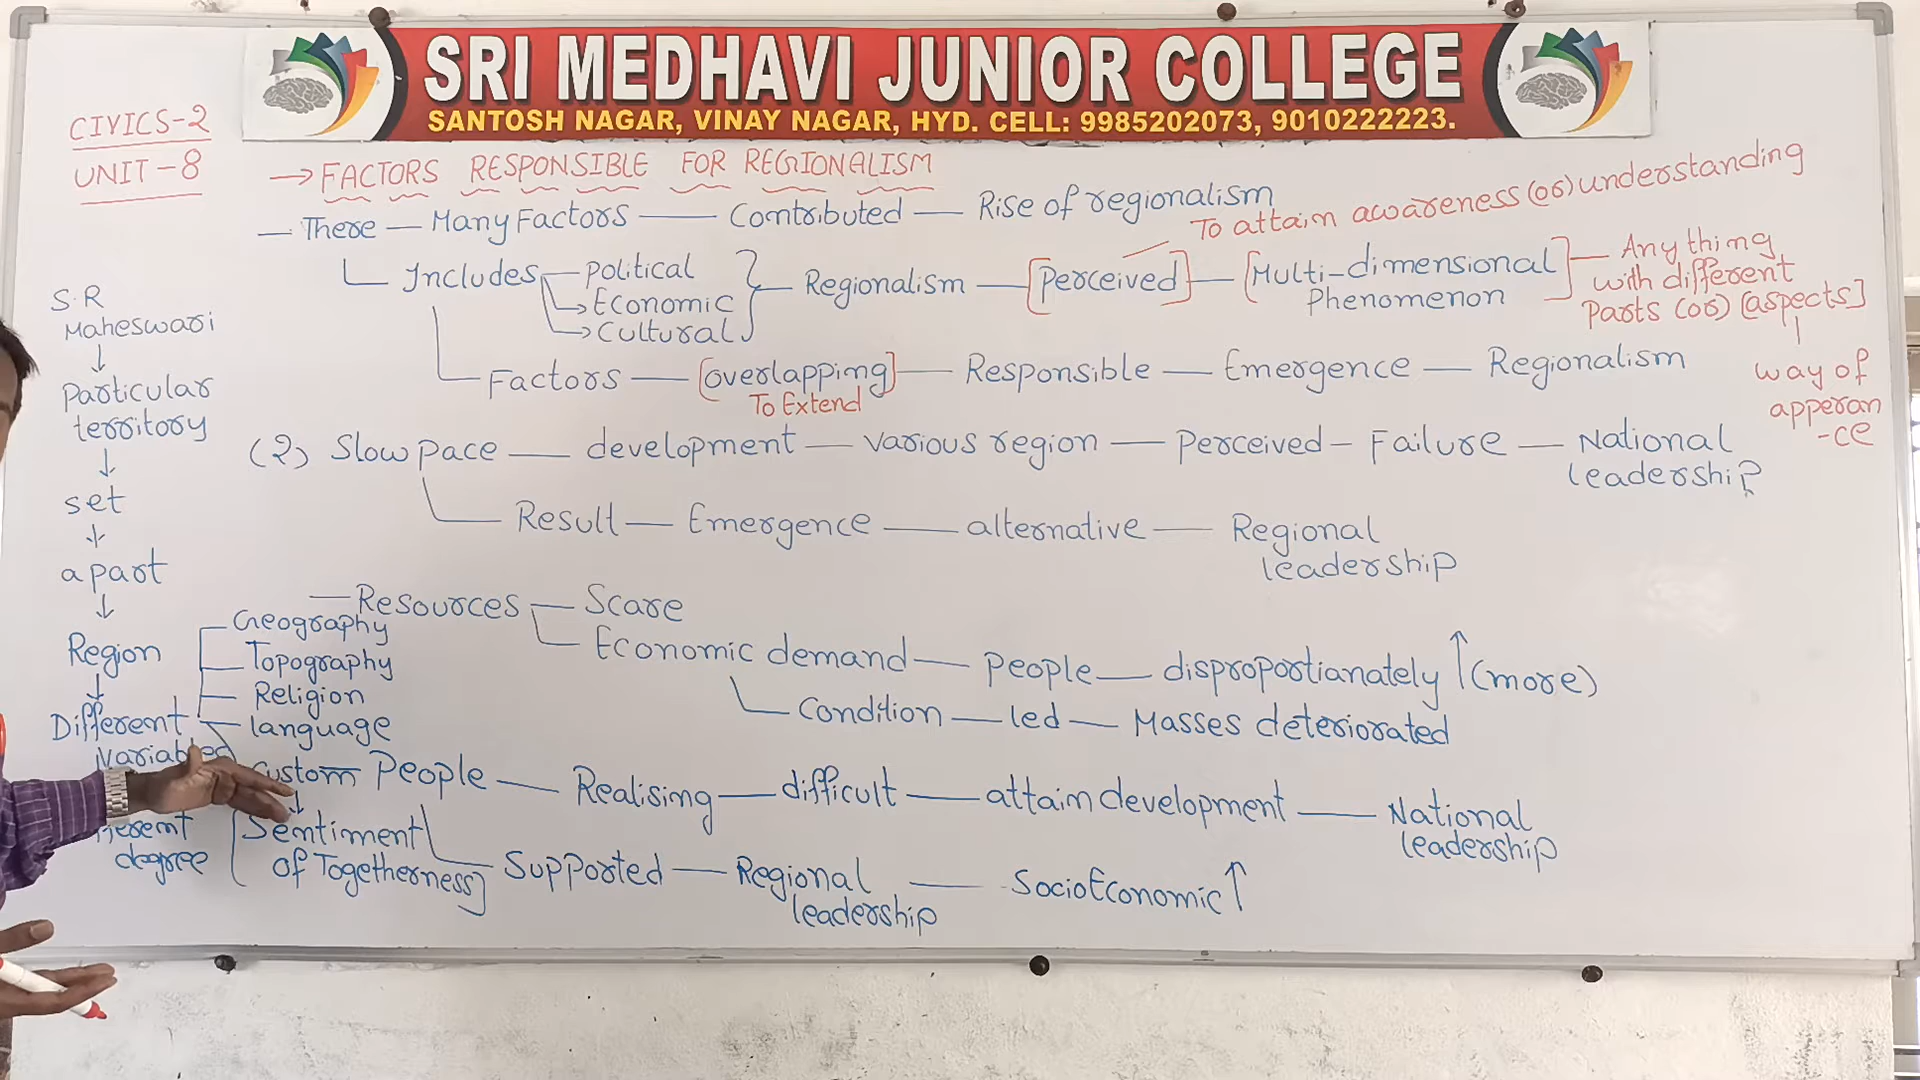 SRI MEDHAVI JUNIOR COLLEGE
SANTOSH NAGAR, VINAY NAGAR, HYD. CELL: 9985202073, 9010222223.
CIVICS-2
UNIT-8
→ FACTORS RESPONSIBLE FOR REGIONALISM
— There — Many Factors — Contributed — Rise of regionalism
To attain awareness (or) understanding
Includes — Political
→ Economic
→ Cultural
Regionalism — [Perceived] — [Multi-dimensional
Phenomenon]
Any thing
with different
Parts (or) [aspects]
way of
apperan
-ce
Factors — [overlapping] — Responsible — Emergence — Regionalism
To Extend
(2) Slow pace — development — various region — Perceived — Failure — National
leadership
Result — Emergence — alternative — Regional
leadership
— Resources — Scare
Economic demand — People — disproportianately ↑ (more)
Condition — led — Masses deteriorated
People — Realising — difficult — attain development — National
leadership
Supported — Regional
leadership
— SocioEconomic ↑
S.R
Maheswari
↓
Particular
territory
↓
set
↓
apart
↓
Region
↓
Different
Geography
Topography
Religion
language
Custom
↓
[Sentiment
of Togetherness]
degree